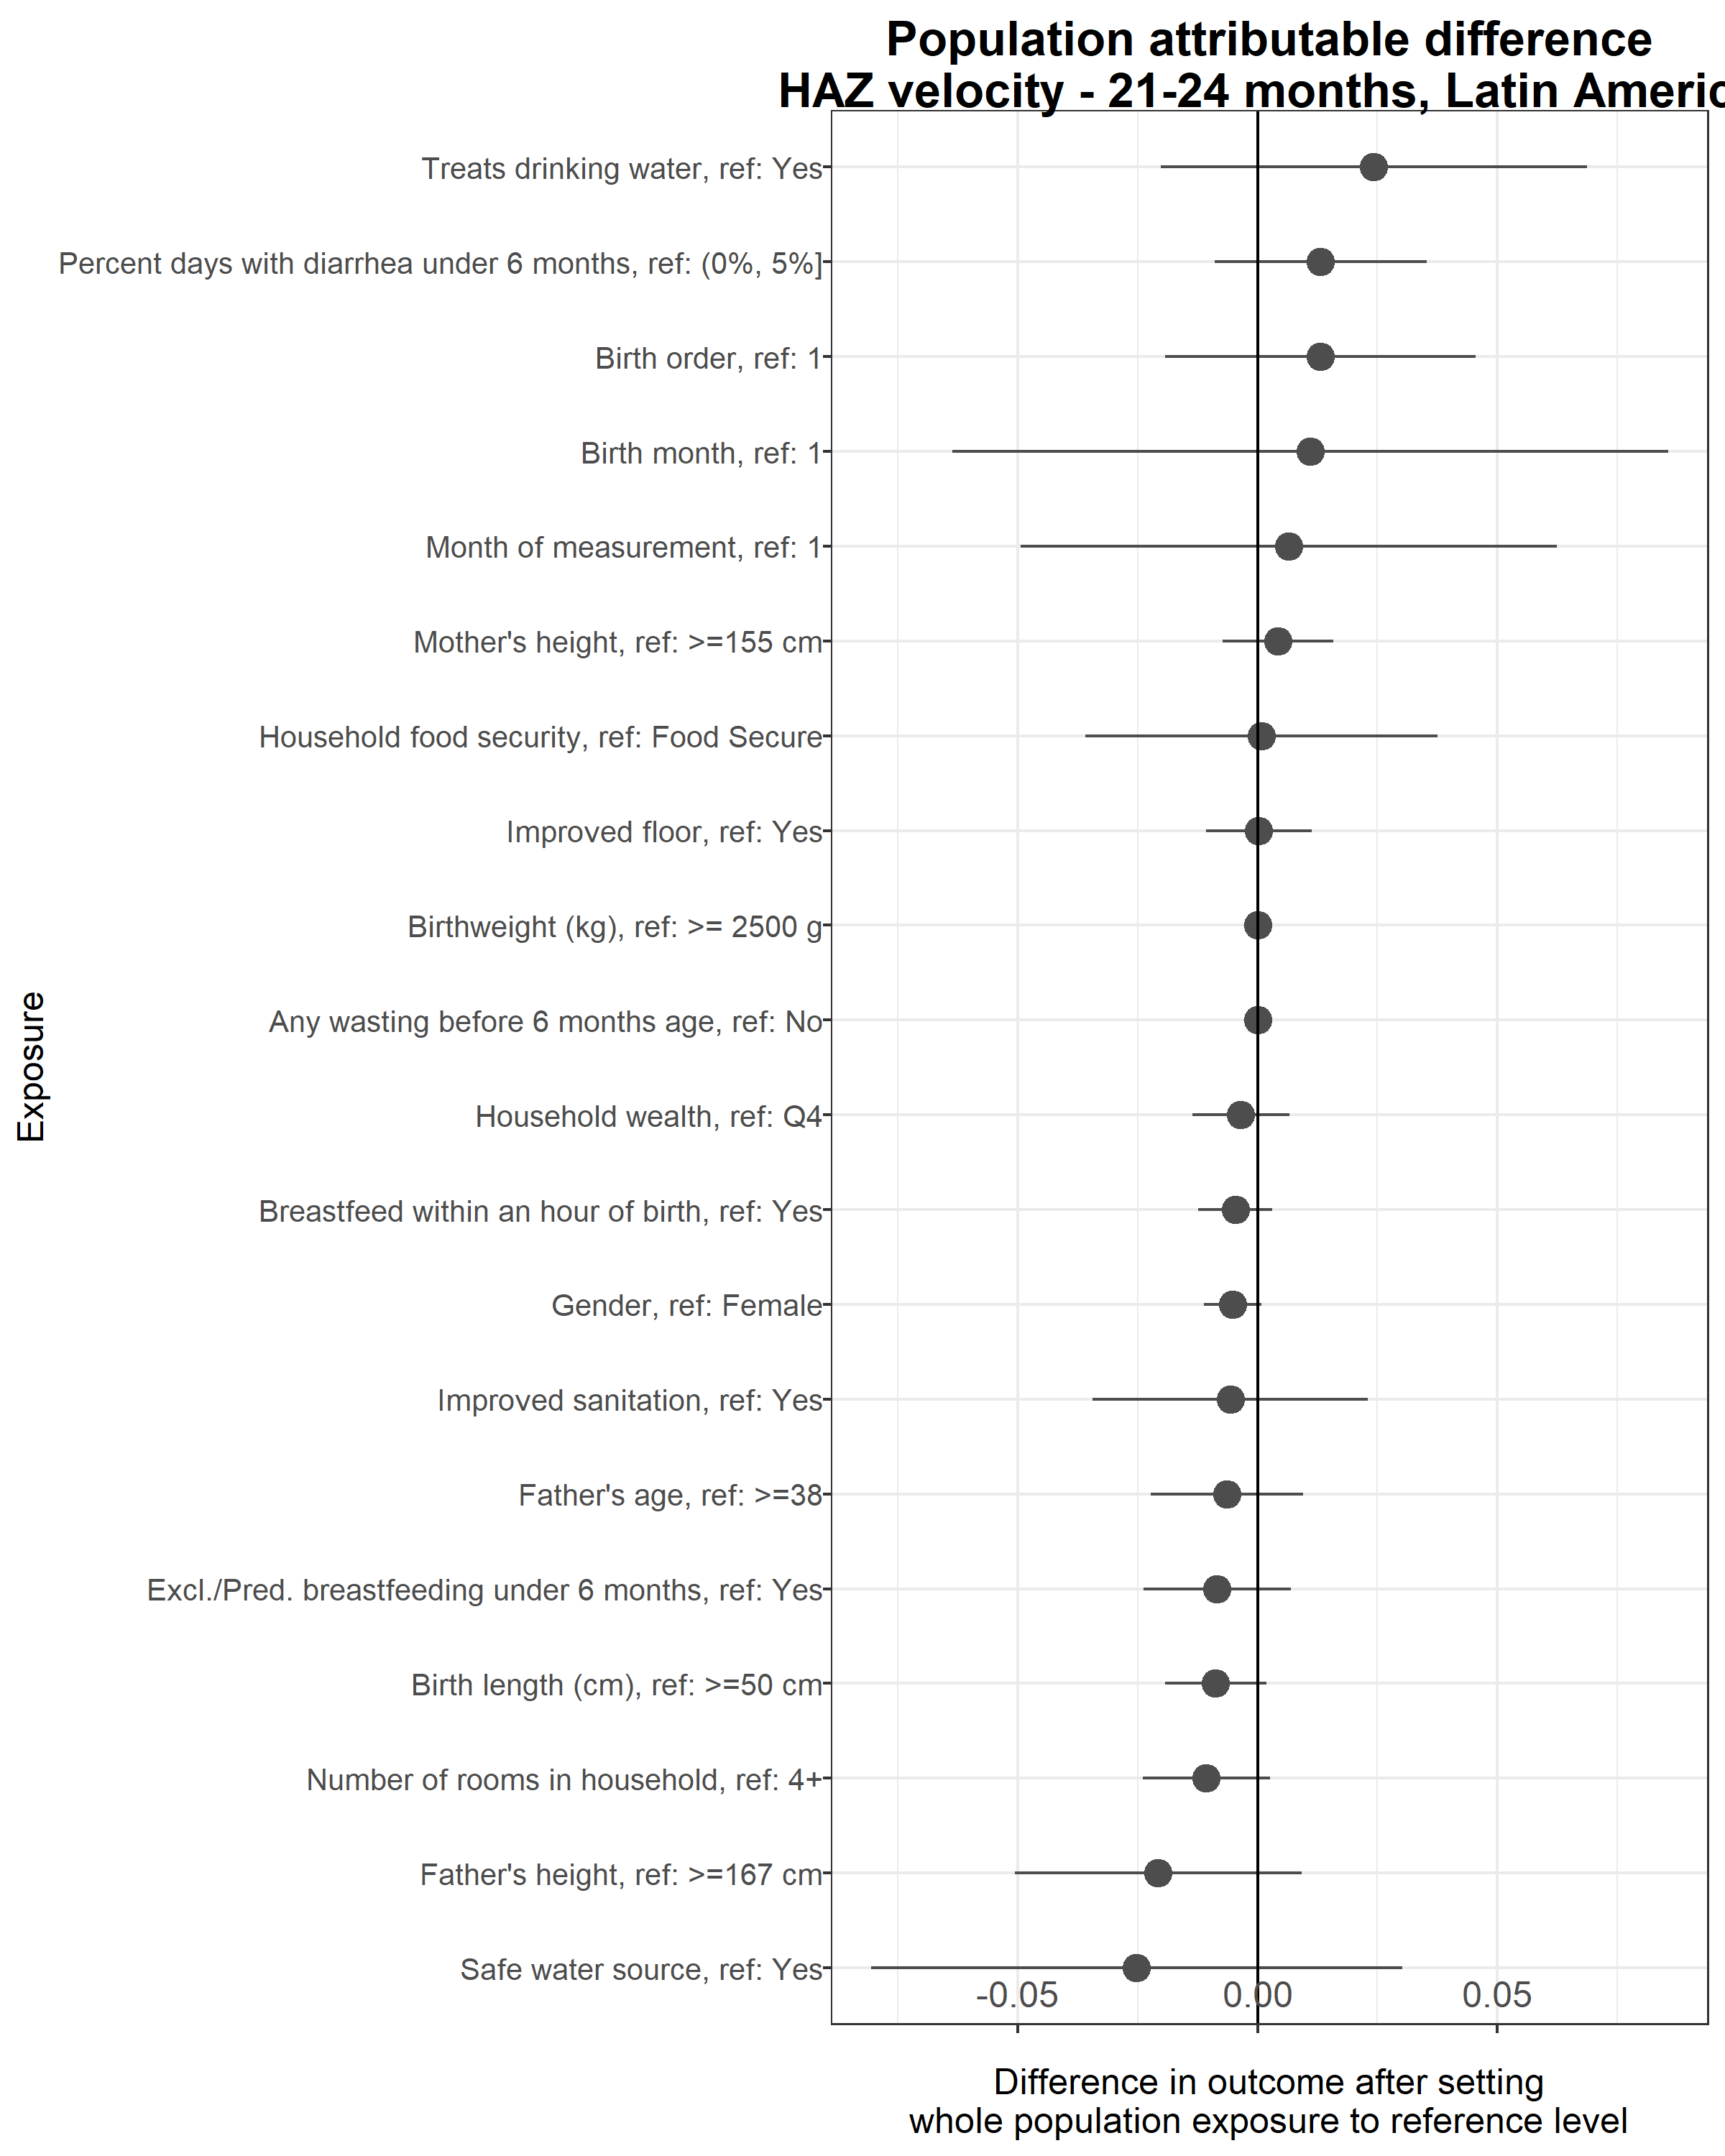 Population attributable difference
HAZ velocity - 21-24 months, Latin Americ
Treats drinking water, ref: Yes
Percent days with diarrhea under 6 months, ref: (0%, 5%]
Birth order, ref: 1
Birth month, ref: 1
Month of measurement, ref: 1
Mother's height, ref: >=155 cm
Household food security, ref: Food Secure
Improved floor, ref: Yes
Birthweight (kg), ref: >= 2500 g
Any wasting before 6 months age, ref: No
Household wealth, ref: Q4
Breastfeed within an hour of birth, ref: Yes
Gender, ref: Female
Improved sanitation, ref: Yes
Father's age, ref: >=38
Excl./Pred. breastfeeding under 6 months, ref: Yes
Birth length (cm), ref: >=50 cm
Number of rooms in household, ref: 4+
Father's height, ref: >=167 cm
Safe water source, ref: Yes
Exposure
-0.05 0.00 0.05
Difference in outcome after setting
whole population exposure to reference level